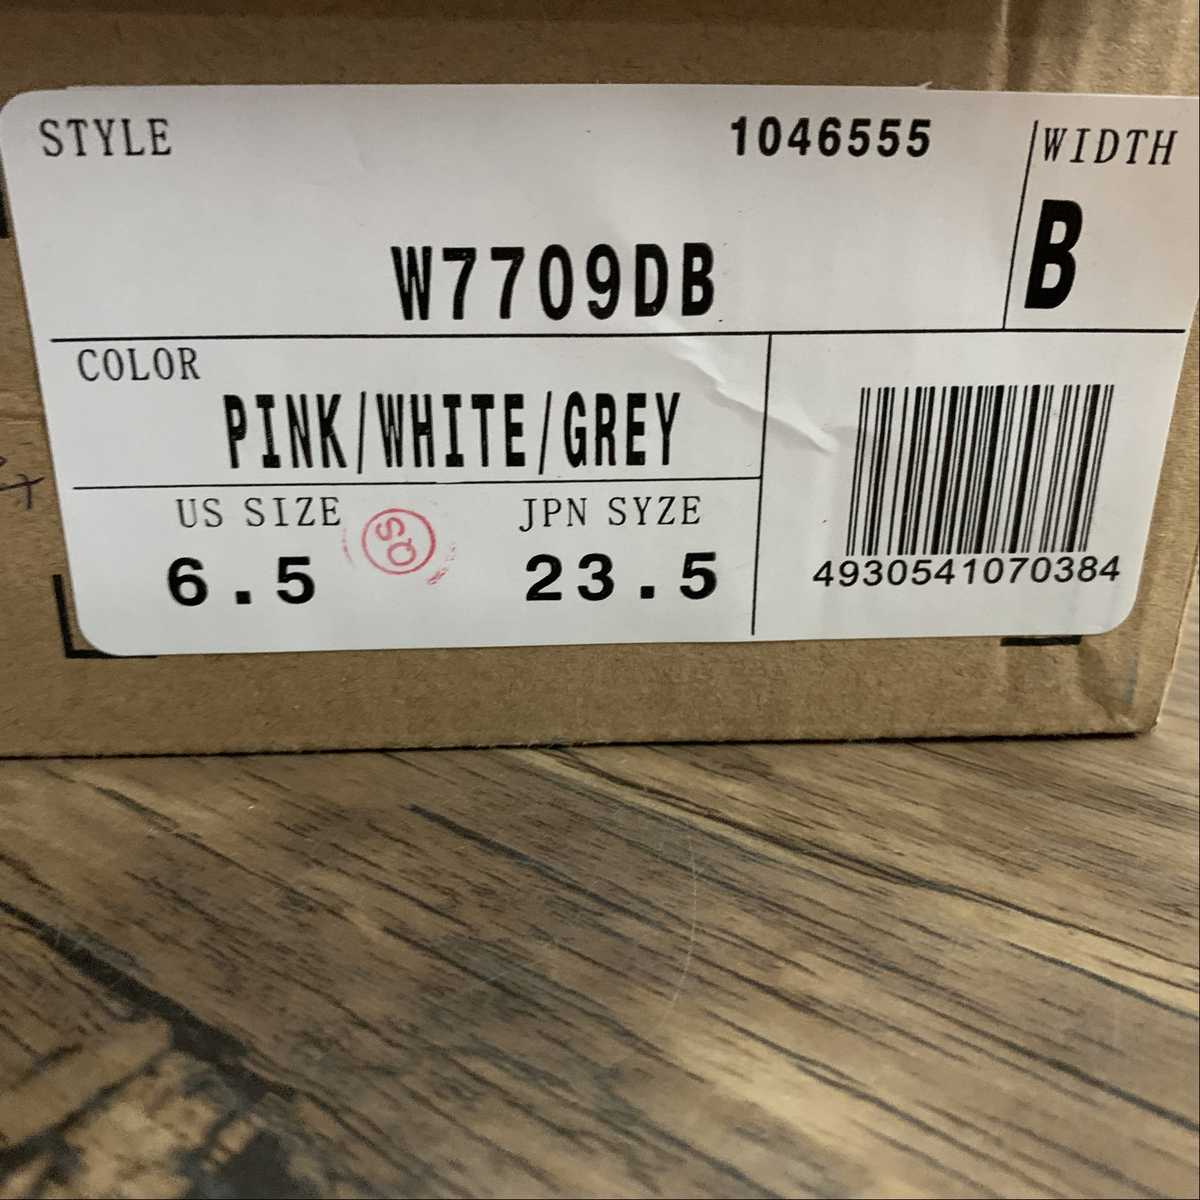 STYLE 1046555 WIDTH
W7709DB B
COLOR
PINK/WHITE/GREY
US SIZE JPN SYZE
6.5 23.5
4930541070384